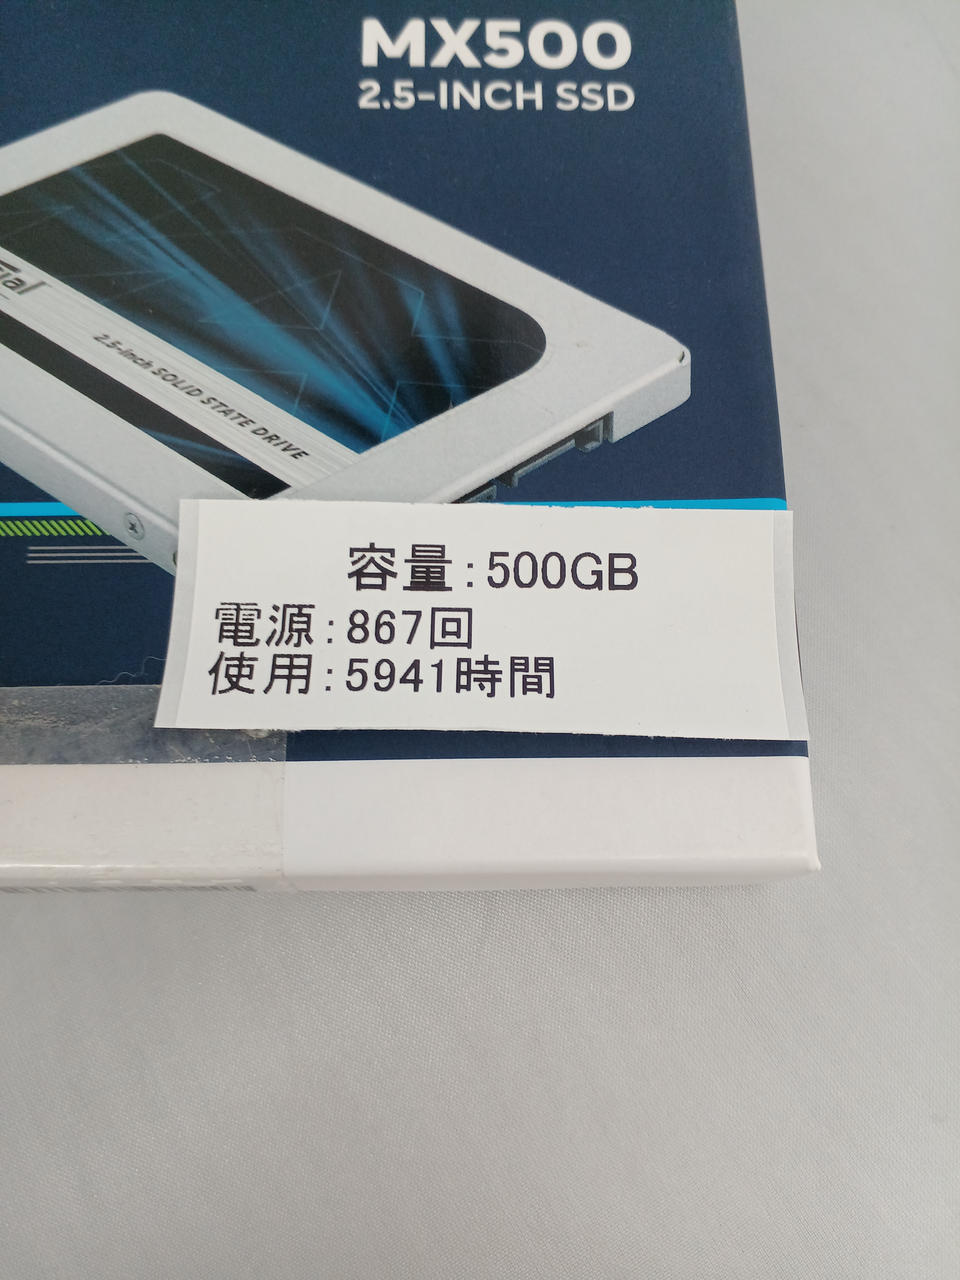 MX500
2.5-INCH SSD
2.5-inch SOLID STATE DRIVE
容量:500GB
電源:867回
使用:5941時間